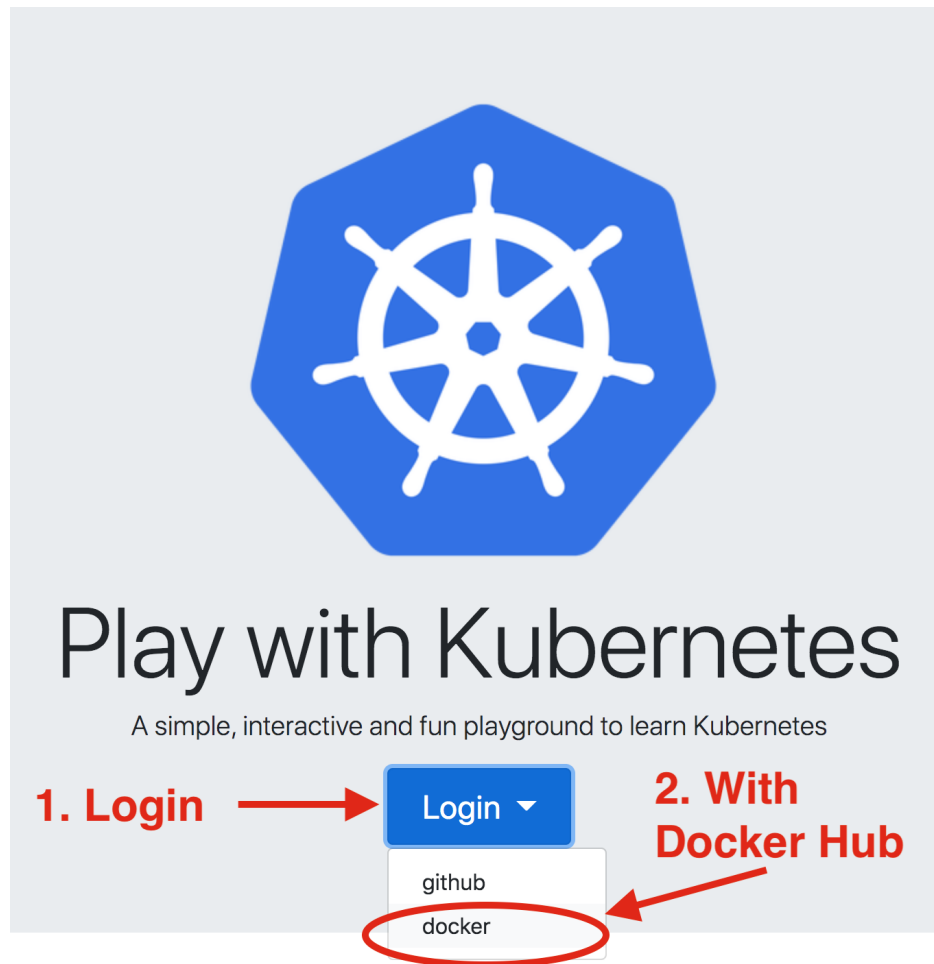 Play with Kubernetes
A simple, interactive and fun playground to learn Kubernetes
1. Login
Login
2. With
Docker Hub
github
docker